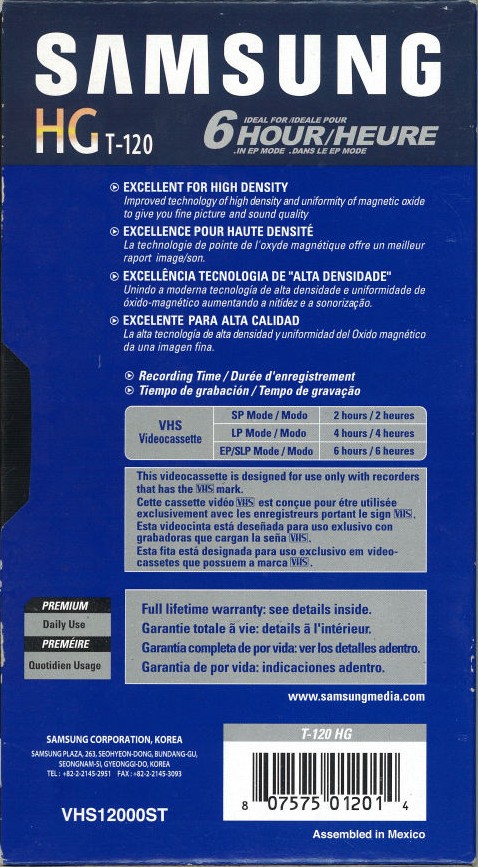 SAMSUNG
HG T-120
6 HOUR/HEURE
IDEAL FOR /IDEALE POUR
.IN EP MODE .DANS LE EP MODE
EXCELLENT FOR HIGH DENSITY
Improved technology of high density and uniformity of magnetic oxide
to give you fine picture and sound quality
EXCELLENCE POUR HAUTE DENSITÉ
La technologie de pointe de l'oxyde magnétique offre un meilleur
raport image/son.
EXCELLÊNCIA TECNOLOGIA DE "ALTA DENSIDADE"
Unindo a moderna tecnología de alta densidade e uniformidade de
óxido-magnético aumentando a nitídez e a sonorização.
EXCELENTE PARA ALTA CALIDAD
La alta tecnología de alta densidad y uniformidad del Oxido magnético
da una imagen fina.
Recording Time / Durée d'enregistrement
Tiempo de grabación / Tempo de gravação
VHS
Videocassette
SP Mode / Modo 2 hours / 2 heures
LP Mode / Modo 4 hours / 4 heures
EP/SLP Mode / Modo 6 hours / 6 heures
This videocassette is designed for use only with recorders
that has the VHS mark.
Cette cassette vidéo VHS est conçue pour étre utilisée
exclusivement avec les enregistreurs portant le sign VHS.
Esta videocinta está deseñada para uso exlusivo con
grabadoras que cargan la seña VHS.
Esta fita está designada para uso exclusivo em video-
cassetes que possuem a marca VHS.
PREMIUM
Daily Use
PREMÉIRE
Quotidien Usage
Full lifetime warranty: see details inside.
Garantie totale ã vie: details ã l'intérieur.
Garantía completa de por vida: ver los detalles adentro.
Garantia de por vida: indicaciones adentro.
www.samsungmedia.com
SAMSUNG CORPORATION, KOREA
SAMSUNG PLAZA, 263, SEOHYEON-DONG, BUNDANG-GU,
SEONGNAM-SI, GYEONGGI-DO, KOREA
TEL : +82-2-2145-2951 FAX : +82-2-2145-3093
VHS12000ST
T-120 HG
8 07575 01201 4
Assembled in Mexico